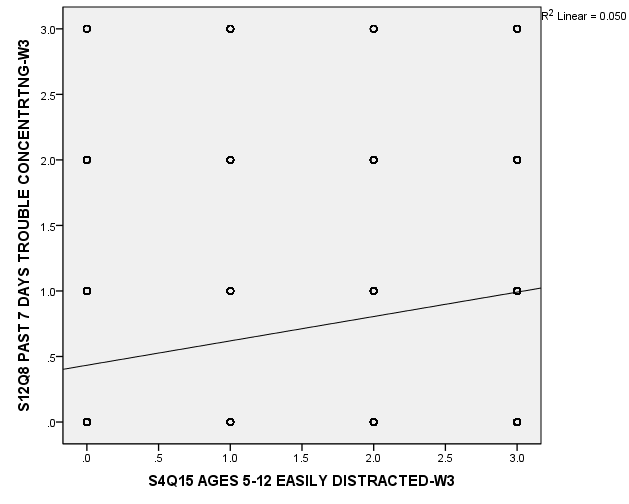 R² Linear = 0.050
S12Q8 PAST 7 DAYS TROUBLE CONCENTRTNG-W3
3.0
2.5
2.0
1.5
1.0
.5
.0
.0 .5 1.0 1.5 2.0 2.5 3.0
S4Q15 AGES 5-12 EASILY DISTRACTED-W3